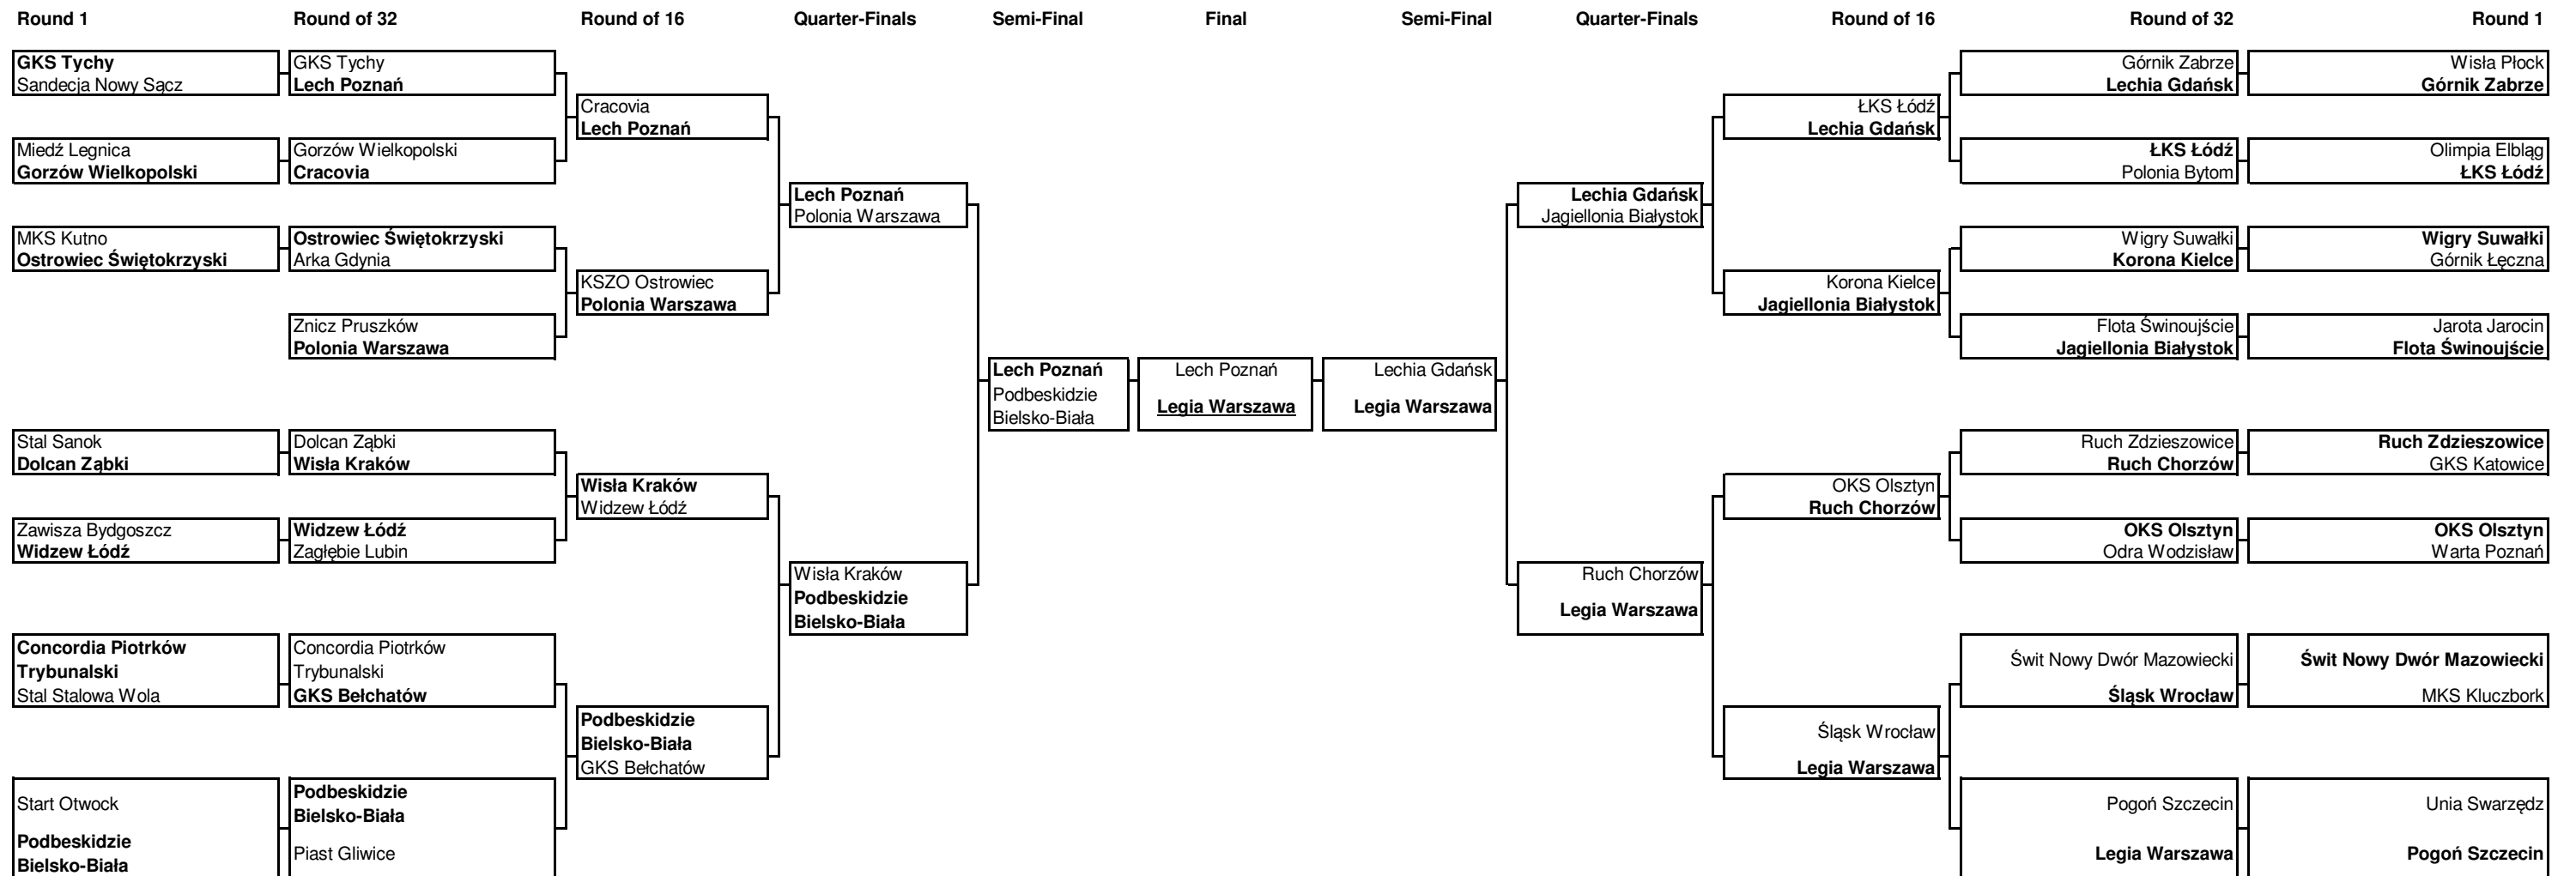 Round 1
Round of 32
Round of 16
Quarter-Finals
Semi-Final
Final
Semi-Final
Quarter-Finals
Round of 16
Round of 32
Round 1
GKS Tychy
Sandecja Nowy Sącz
Miedź Legnica
Gorzów Wielkopolski
MKS Kutno
Ostrowiec Świętokrzyski
Stal Sanok
Dolcan Ząbki
Zawisza Bydgoszcz
Widzew Łódź
Concordia Piotrków
Trybunalski
Stal Stalowa Wola
Start Otwock
Podbeskidzie
Bielsko-Biała
GKS Tychy
Lech Poznań
Gorzów Wielkopolski
Cracovia
Ostrowiec Świętokrzyski
Arka Gdynia
Znicz Pruszków
Polonia Warszawa
Dolcan Ząbki
Wisła Kraków
Widzew Łódź
Zagłębie Lubin
Concordia Piotrków
Trybunalski
GKS Bełchatów
Podbeskidzie
Bielsko-Biała
Piast Gliwice
Cracovia
Lech Poznań
KSZO Ostrowiec
Polonia Warszawa
Wisła Kraków
Widzew Łódź
Podbeskidzie
Bielsko-Biała
GKS Bełchatów
Lech Poznań
Polonia Warszawa
Wisła Kraków
Podbeskidzie
Bielsko-Biała
Lech Poznań
Podbeskidzie
Bielsko-Biała
Lech Poznań
Legia Warszawa
Lechia Gdańsk
Legia Warszawa
Lechia Gdańsk
Jagiellonia Białystok
Ruch Chorzów
Legia Warszawa
ŁKS Łódź
Lechia Gdańsk
Korona Kielce
Jagiellonia Białystok
OKS Olsztyn
Ruch Chorzów
Śląsk Wrocław
Legia Warszawa
Górnik Zabrze
Lechia Gdańsk
ŁKS Łódź
Polonia Bytom
Wigry Suwałki
Korona Kielce
Flota Świnoujście
Jagiellonia Białystok
Ruch Zdzieszowice
Ruch Chorzów
OKS Olsztyn
Odra Wodzisław
Świt Nowy Dwór Mazowiecki
Śląsk Wrocław
Pogoń Szczecin
Legia Warszawa
Wisła Płock
Górnik Zabrze
Olimpia Elbląg
ŁKS Łódź
Wigry Suwałki
Górnik Łęczna
Jarota Jarocin
Flota Świnoujście
Ruch Zdzieszowice
GKS Katowice
OKS Olsztyn
Warta Poznań
Świt Nowy Dwór Mazowiecki
MKS Kluczbork
Unia Swarzędz
Pogoń Szczecin